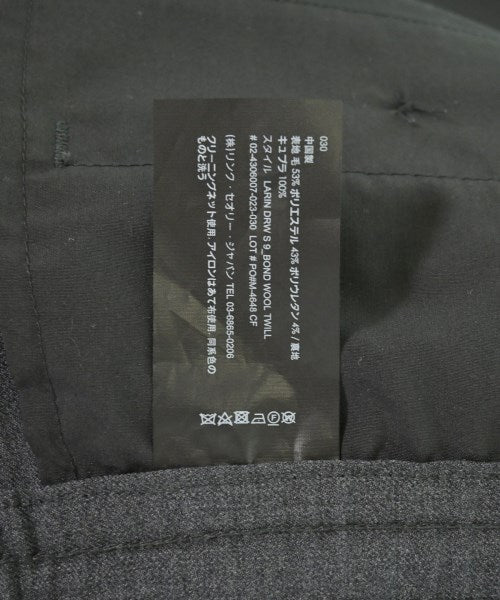 030
中国製
表地 毛 53% ポリエステル 43% ポリウレタン 4% / 裏地
キュプラ 100%
スタイル LARIN DRW S 9_BOND WOOL TWILL
# 02-4306007-023-030 LOT # PO#M-4648 CF
(株)リンク・セオリー・ジャパン TEL 03-6865-0206
クリーニングネット使用, アイロンはあて布使用, 同系色の
ものと洗う